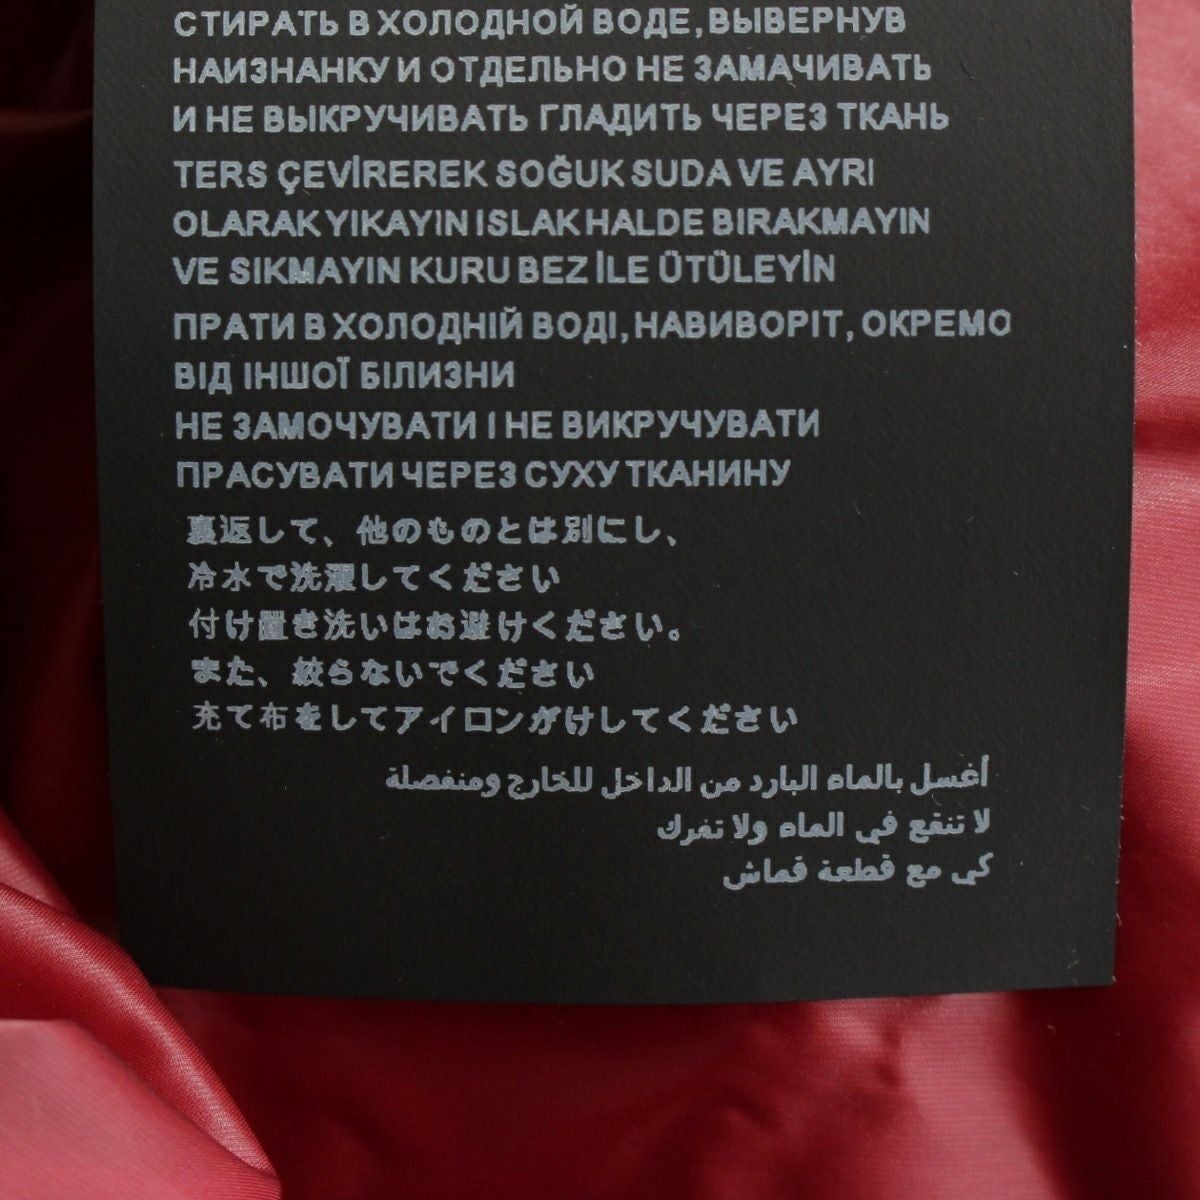 СТИРАТЬ В ХОЛОДНОЙ ВОДЕ, ВЫВЕРНУВ
НАИЗНАНКУ И ОТДЕЛЬНО НЕ ЗАМАЧИВАТЬ
И НЕ ВЫКРУЧИВАТЬ ГЛАДИТЬ ЧЕРЕЗ ТКАНЬ
TERS ÇEVİREREK SOĞUK SUDA VE AYRI
OLARAK YIKAYIN ISLAK HALDE BIRAKMAYIN
VE SIKMAYIN KURU BEZ İLE ÜTÜLEYİN
ПРАТИ В ХОЛОДНІЙ ВОДІ, НАВИВОРІТ, ОКРЕМО
ВІД ІНШОЇ БІЛИЗНИ
НЕ ЗАМОЧУВАТИ І НЕ ВИКРУЧУВАТИ
ПРАСУВАТИ ЧЕРЕЗ СУХУ ТКАНИНУ
裏返して、他のものとは別にし、
冷水で洗濯してください
付け置き洗いはお避けください。
また、絞らないでください
充て布をしてアイロンがけしてください
أغسل بالماء البارد من الداخل للخارج ومنفصلة
لا تنقع في الماء ولا تفرك
كي مع قطعة قماش